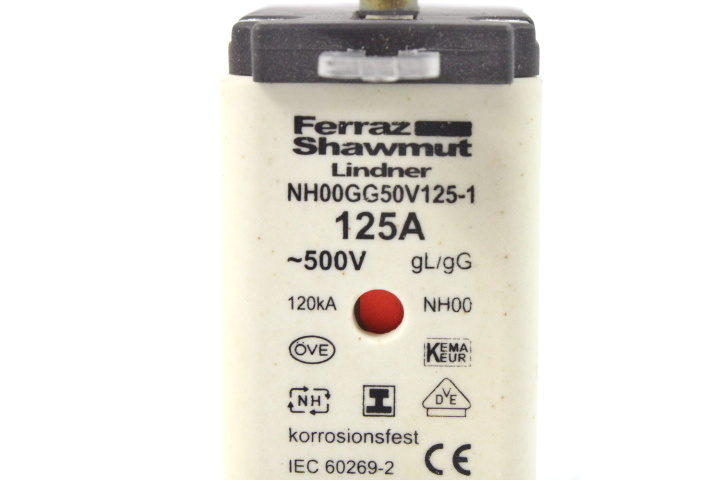 Ferraz
Shawmut
Lindner
NH00GG50V125-1
125A
~500V gL/gG
120kA NH00
ÖVE KEMA KEUR
NH DVE
korrosionsfest
IEC 60269-2 CE